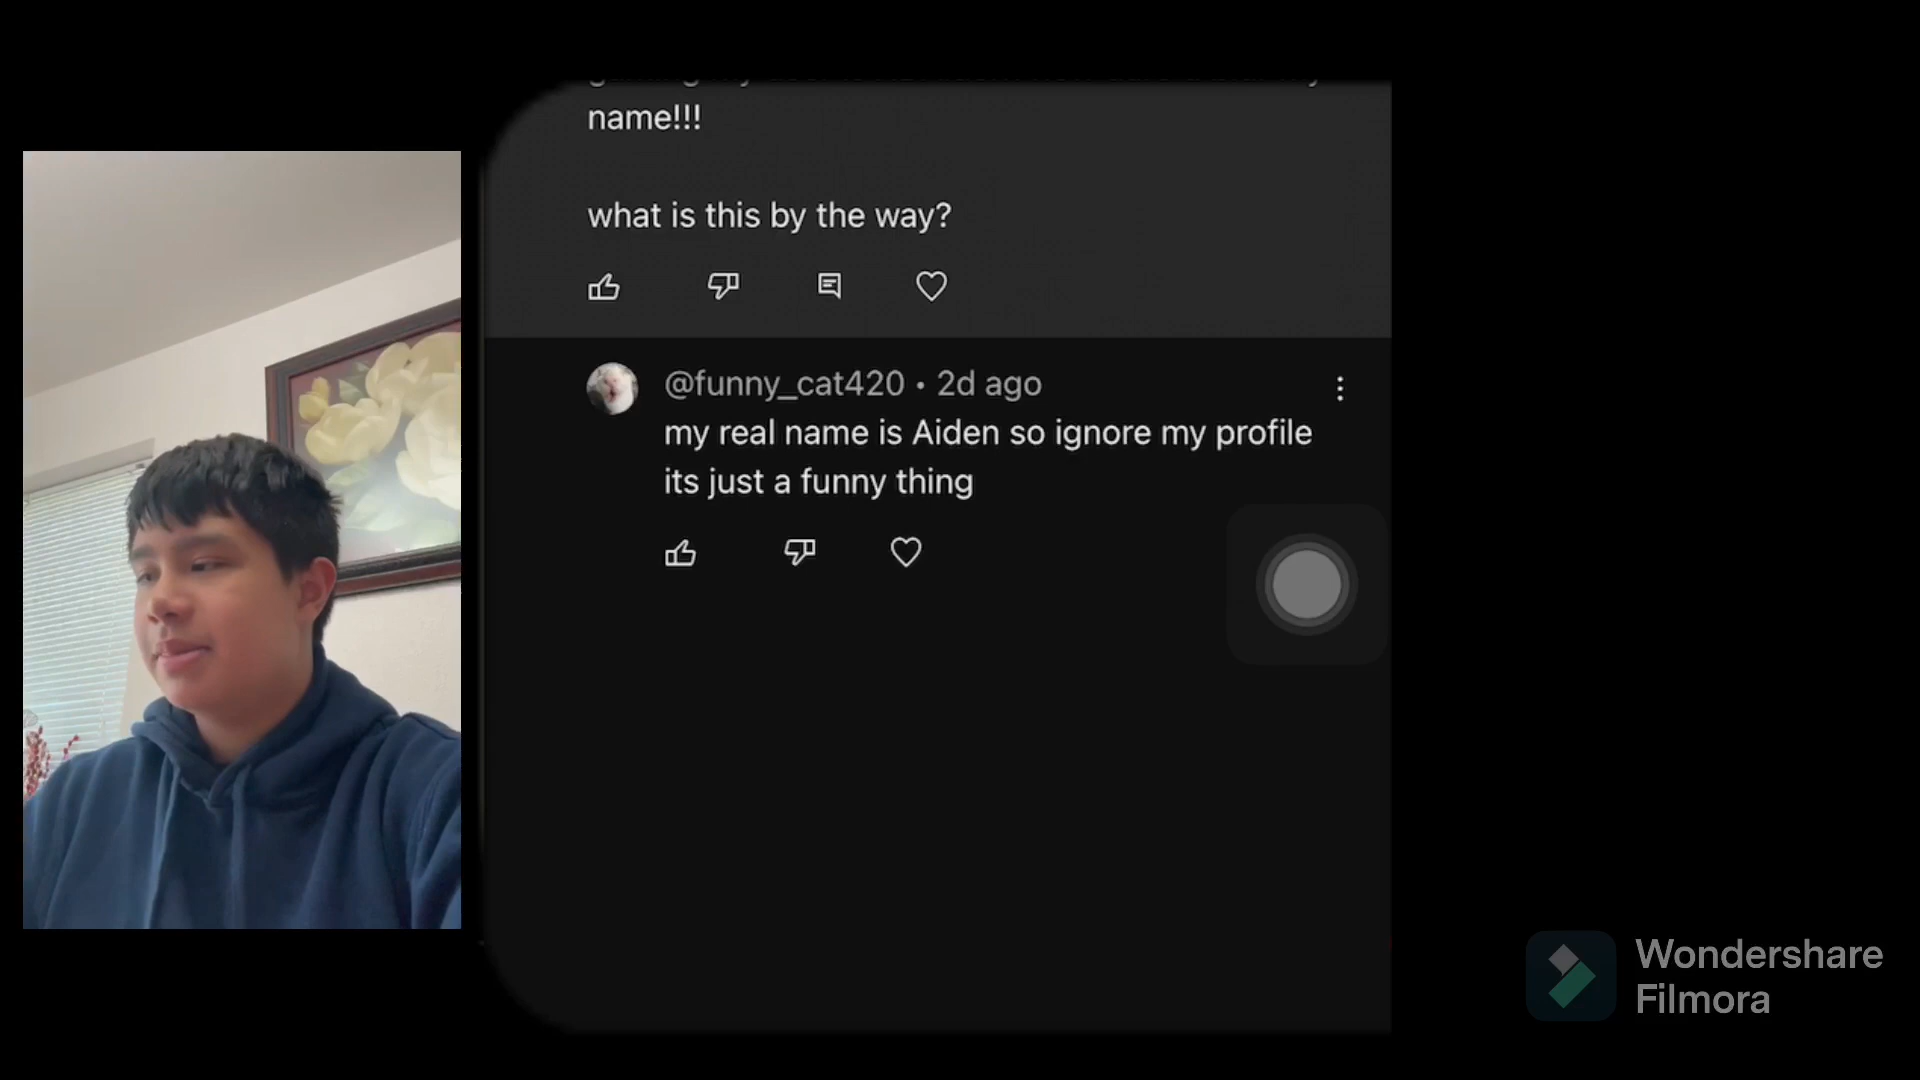 name!!!
what is this by the way?
@funny_cat420 • 2d ago
my real name is Aiden so ignore my profile
its just a funny thing
Wondershare
Filmora